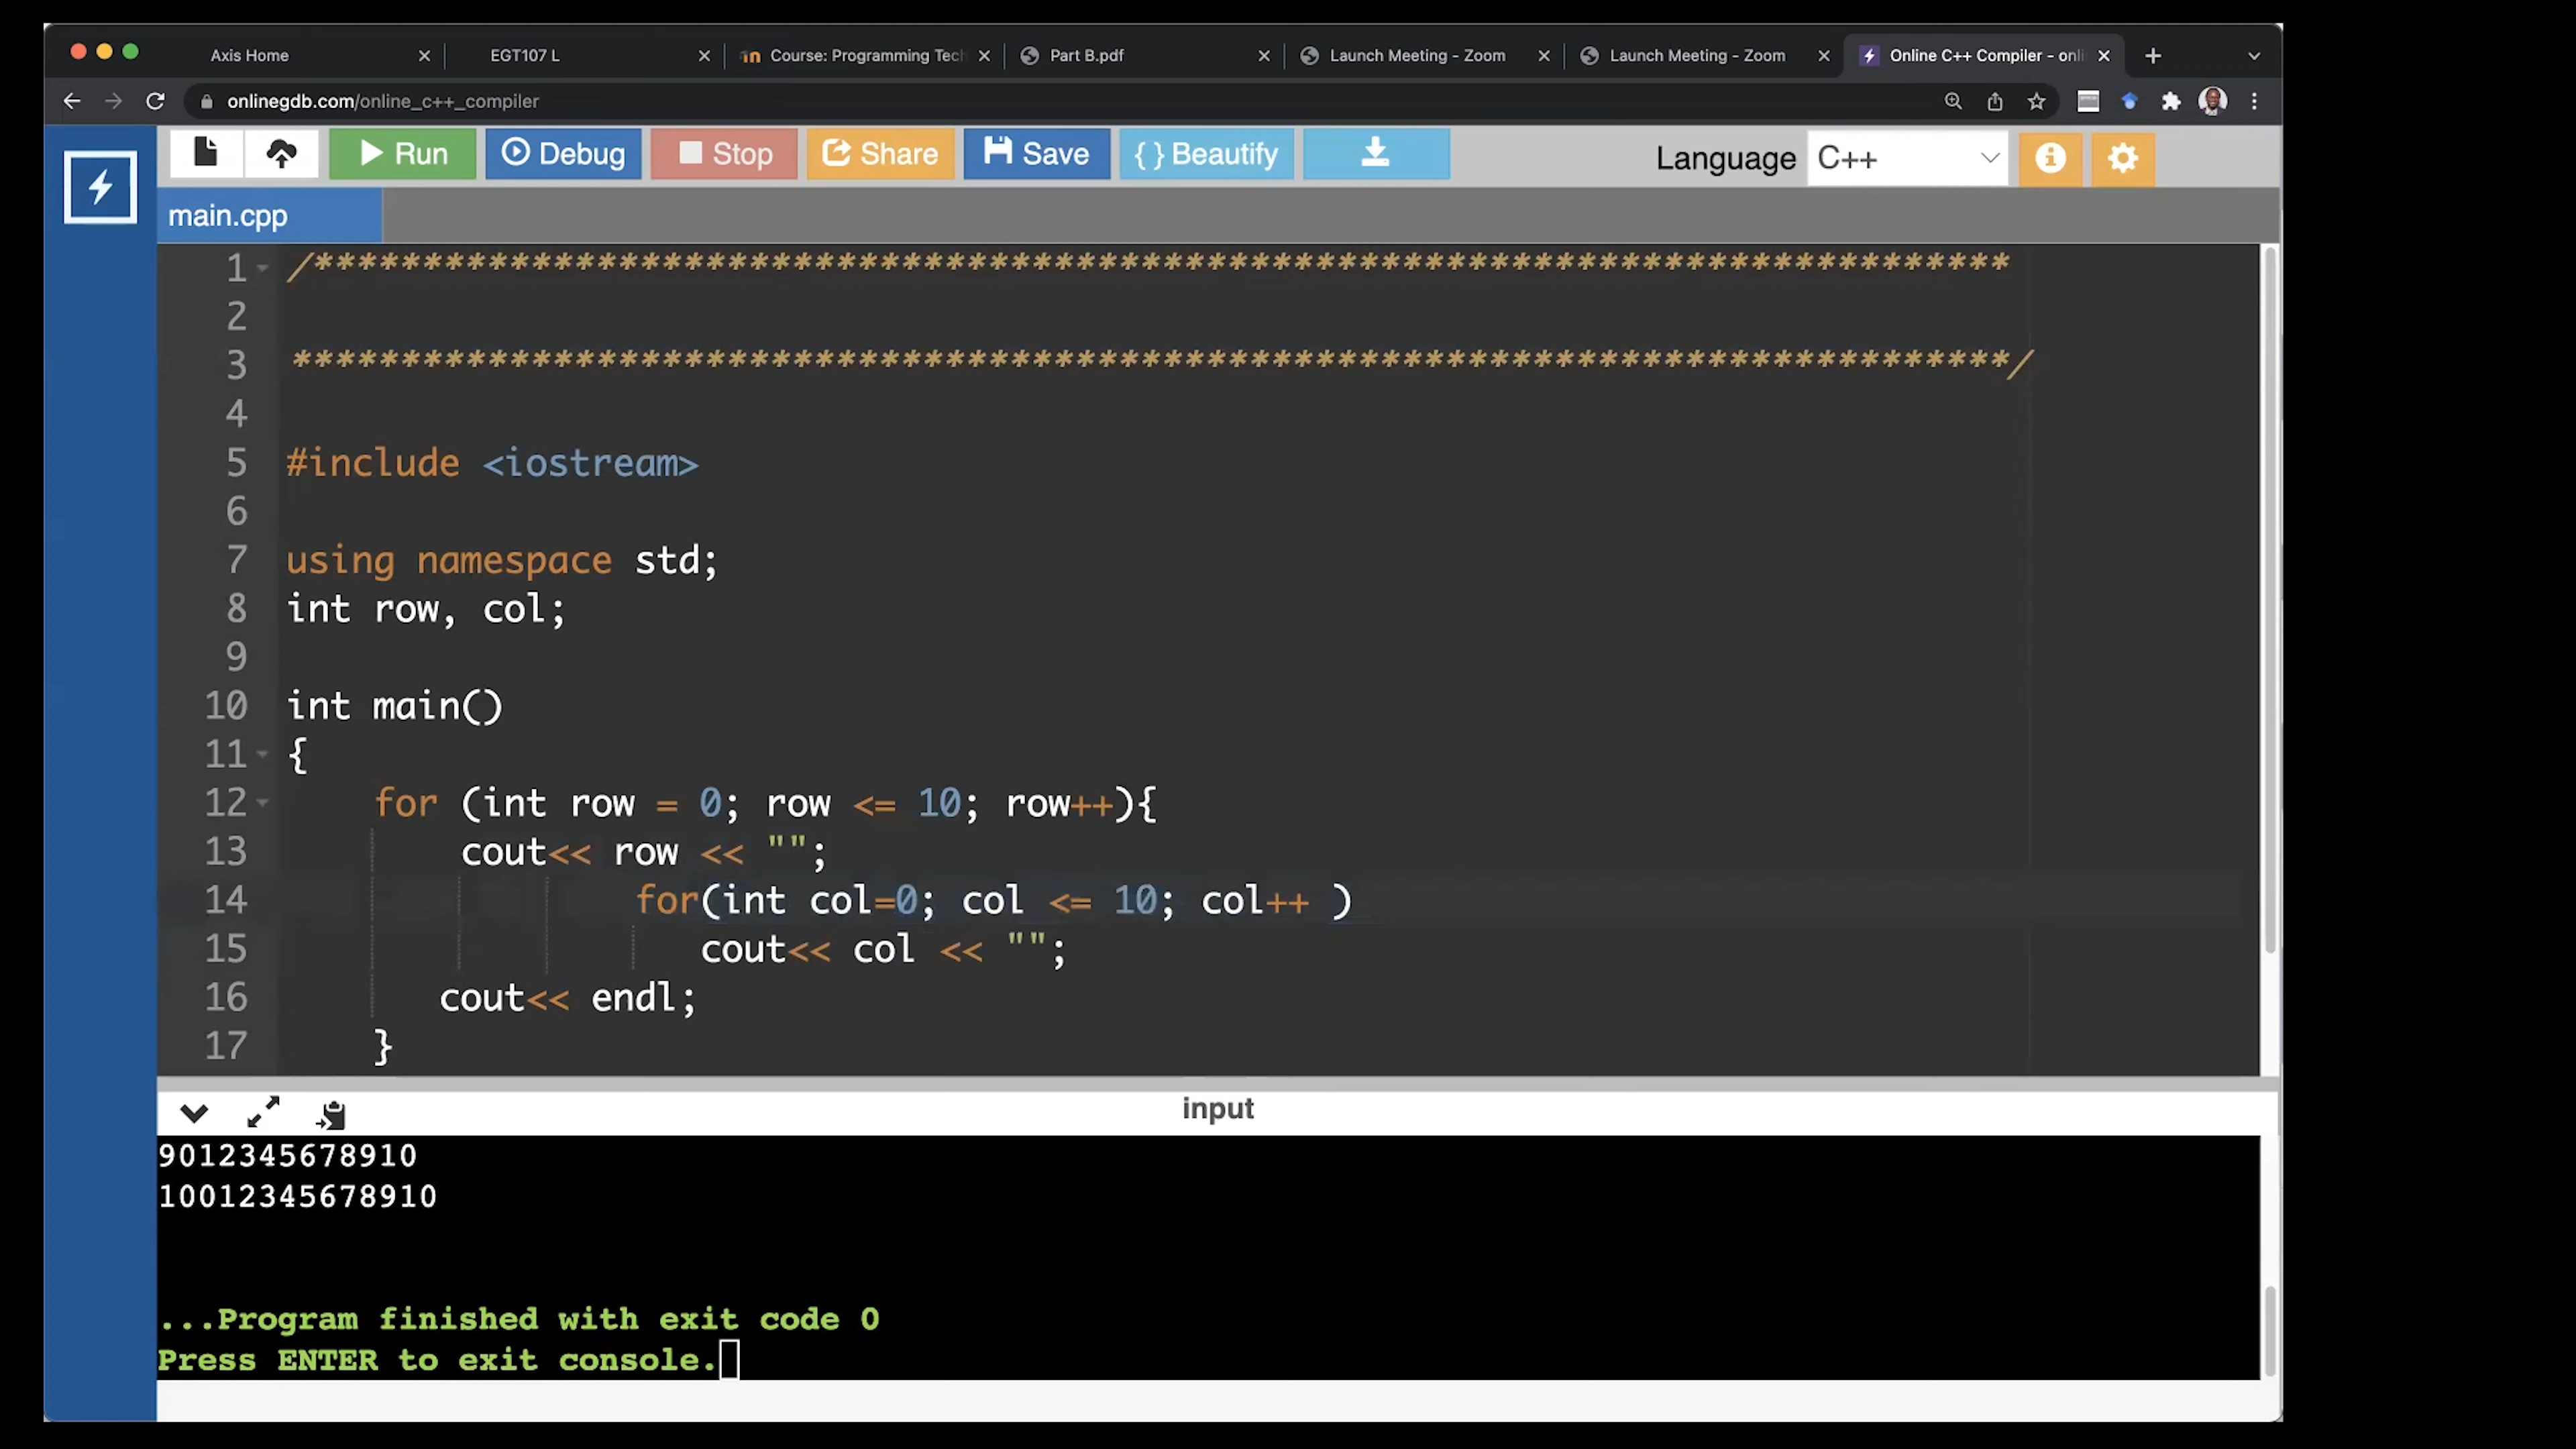 Axis Home
EGT107 L
Course: Programming Tech
Part B.pdf
Launch Meeting - Zoom
Launch Meeting - Zoom
Online C++ Compiler - onli
onlinegdb.com/online_c++_compiler
Run
Debug
Stop
Share
Save
{ } Beautify
Language
C++
main.cpp
1 /*******************************************************************************
2
3 *******************************************************************************/
4
5 #include <iostream>
6
7 using namespace std;
8 int row, col;
9
10 int main()
11 {
12 for (int row = 0; row <= 10; row++){
13 cout<< row << "";
14 for(int col=0; col <= 10; col++ )
15 cout<< col << "";
16 cout<< endl;
17 }
input
9012345678910
10012345678910
...Program finished with exit code 0
Press ENTER to exit console.